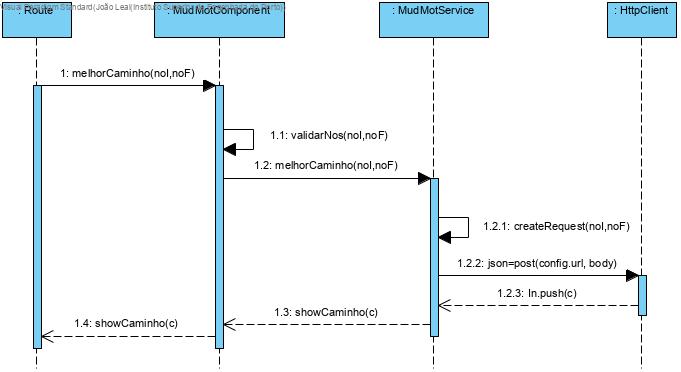 Visual Paradigm Standard(João Leal(Instituto Superior de Engenharia do Porto))
: Route
: MudMotComponent
: MudMotService
: HttpClient
1: melhorCaminho(noI,noF)
1.1: validarNos(noI,noF)
1.2: melhorCaminho(noI,noF)
1.2.1: createRequest(noI,noF)
1.2.2: json=post(config.url, body)
1.2.3: ln.push(c)
1.3: showCaminho(c)
1.4: showCaminho(c)